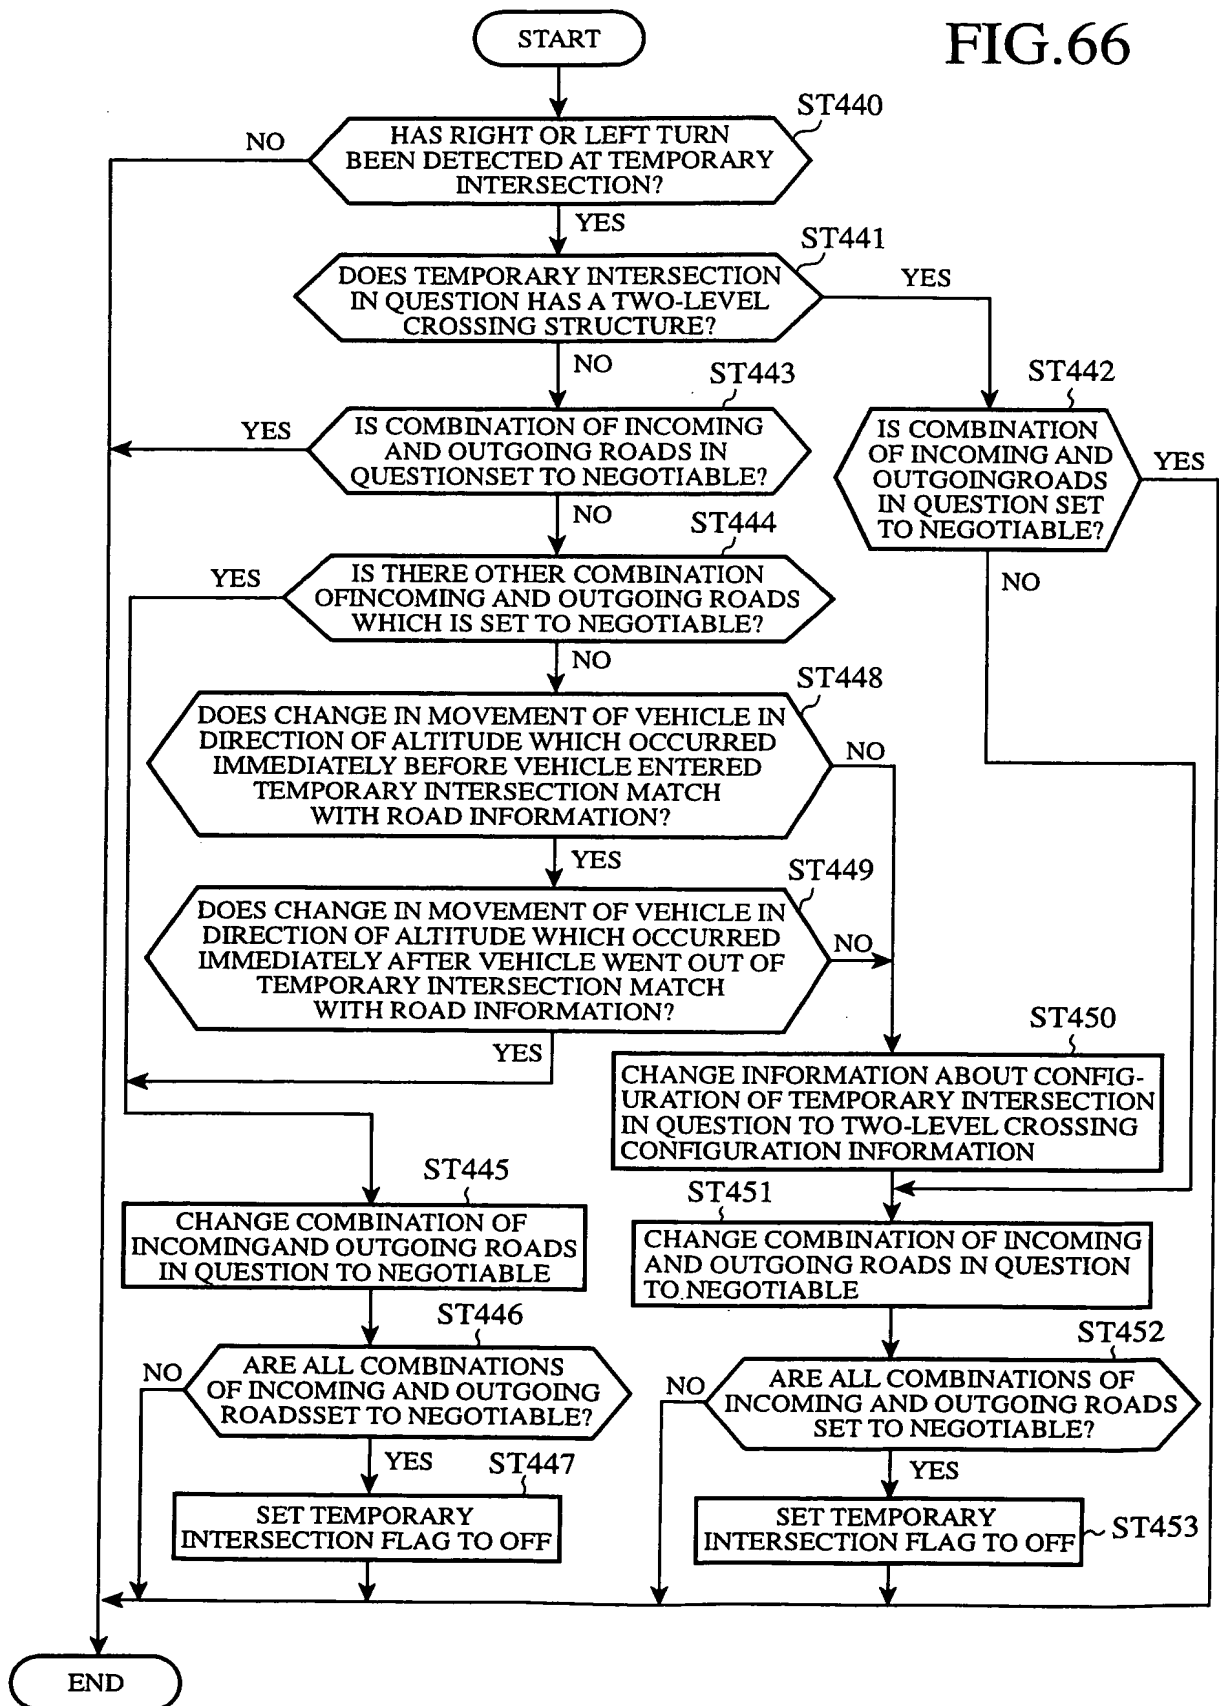 START
FIG.66
ST440
NO
HAS RIGHT OR LEFT TURN
BEEN DETECTED AT TEMPORARY
INTERSECTION?
YES
ST441
DOES TEMPORARY INTERSECTION
IN QUESTION HAS A TWO-LEVEL
CROSSING STRUCTURE?
YES
NO
ST443
ST442
YES
IS COMBINATION OF INCOMING
AND OUTGOING ROADS IN
QUESTIONSET TO NEGOTIABLE?
IS COMBINATION
OF INCOMING AND
OUTGOINGROADS
IN QUESTION SET
TO NEGOTIABLE?
YES
NO
NO
ST444
YES
IS THERE OTHER COMBINATION
OFINCOMING AND OUTGOING ROADS
WHICH IS SET TO NEGOTIABLE?
NO
ST448
DOES CHANGE IN MOVEMENT OF VEHICLE IN
DIRECTION OF ALTITUDE WHICH OCCURRED
IMMEDIATELY BEFORE VEHICLE ENTERED
TEMPORARY INTERSECTION MATCH
WITH ROAD INFORMATION?
NO
YES
ST449
DOES CHANGE IN MOVEMENT OF VEHICLE IN
DIRECTION OF ALTITUDE WHICH OCCURRED
IMMEDIATELY AFTER VEHICLE WENT OUT OF
TEMPORARY INTERSECTION MATCH
WITH ROAD INFORMATION?
NO
YES
ST450
CHANGE INFORMATION ABOUT CONFIG-
URATION OF TEMPORARY INTERSECTION
IN QUESTION TO TWO-LEVEL CROSSING
CONFIGURATION INFORMATION
ST445
CHANGE COMBINATION OF
INCOMINGAND OUTGOING ROADS
IN QUESTION TO NEGOTIABLE
ST451
CHANGE COMBINATION OF INCOMING
AND OUTGOING ROADS IN QUESTION
TO NEGOTIABLE
ST446
NO
ARE ALL COMBINATIONS
OF INCOMING AND OUTGOING
ROADSSET TO NEGOTIABLE?
YES
ST452
NO
ARE ALL COMBINATIONS OF
INCOMING AND OUTGOING ROADS
SET TO NEGOTIABLE?
YES
ST447
SET TEMPORARY
INTERSECTION FLAG TO OFF
SET TEMPORARY
INTERSECTION FLAG TO OFF
ST453
END